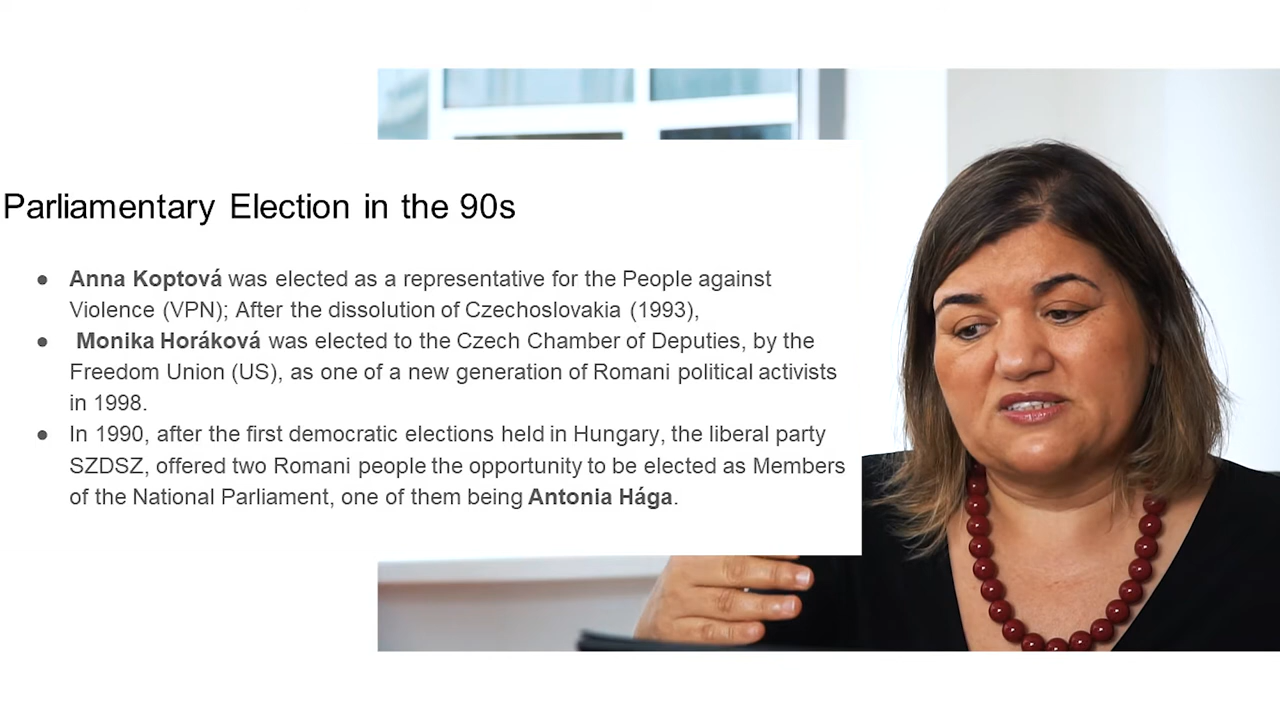 Parliamentary Election in the 90s
● Anna Koptová was elected as a representative for the People against
Violence (VPN); After the dissolution of Czechoslovakia (1993),
● Monika Horáková was elected to the Czech Chamber of Deputies, by the
Freedom Union (US), as one of a new generation of Romani political activists
in 1998.
● In 1990, after the first democratic elections held in Hungary, the liberal party
SZDSZ, offered two Romani people the opportunity to be elected as Members
of the National Parliament, one of them being Antonia Hága.